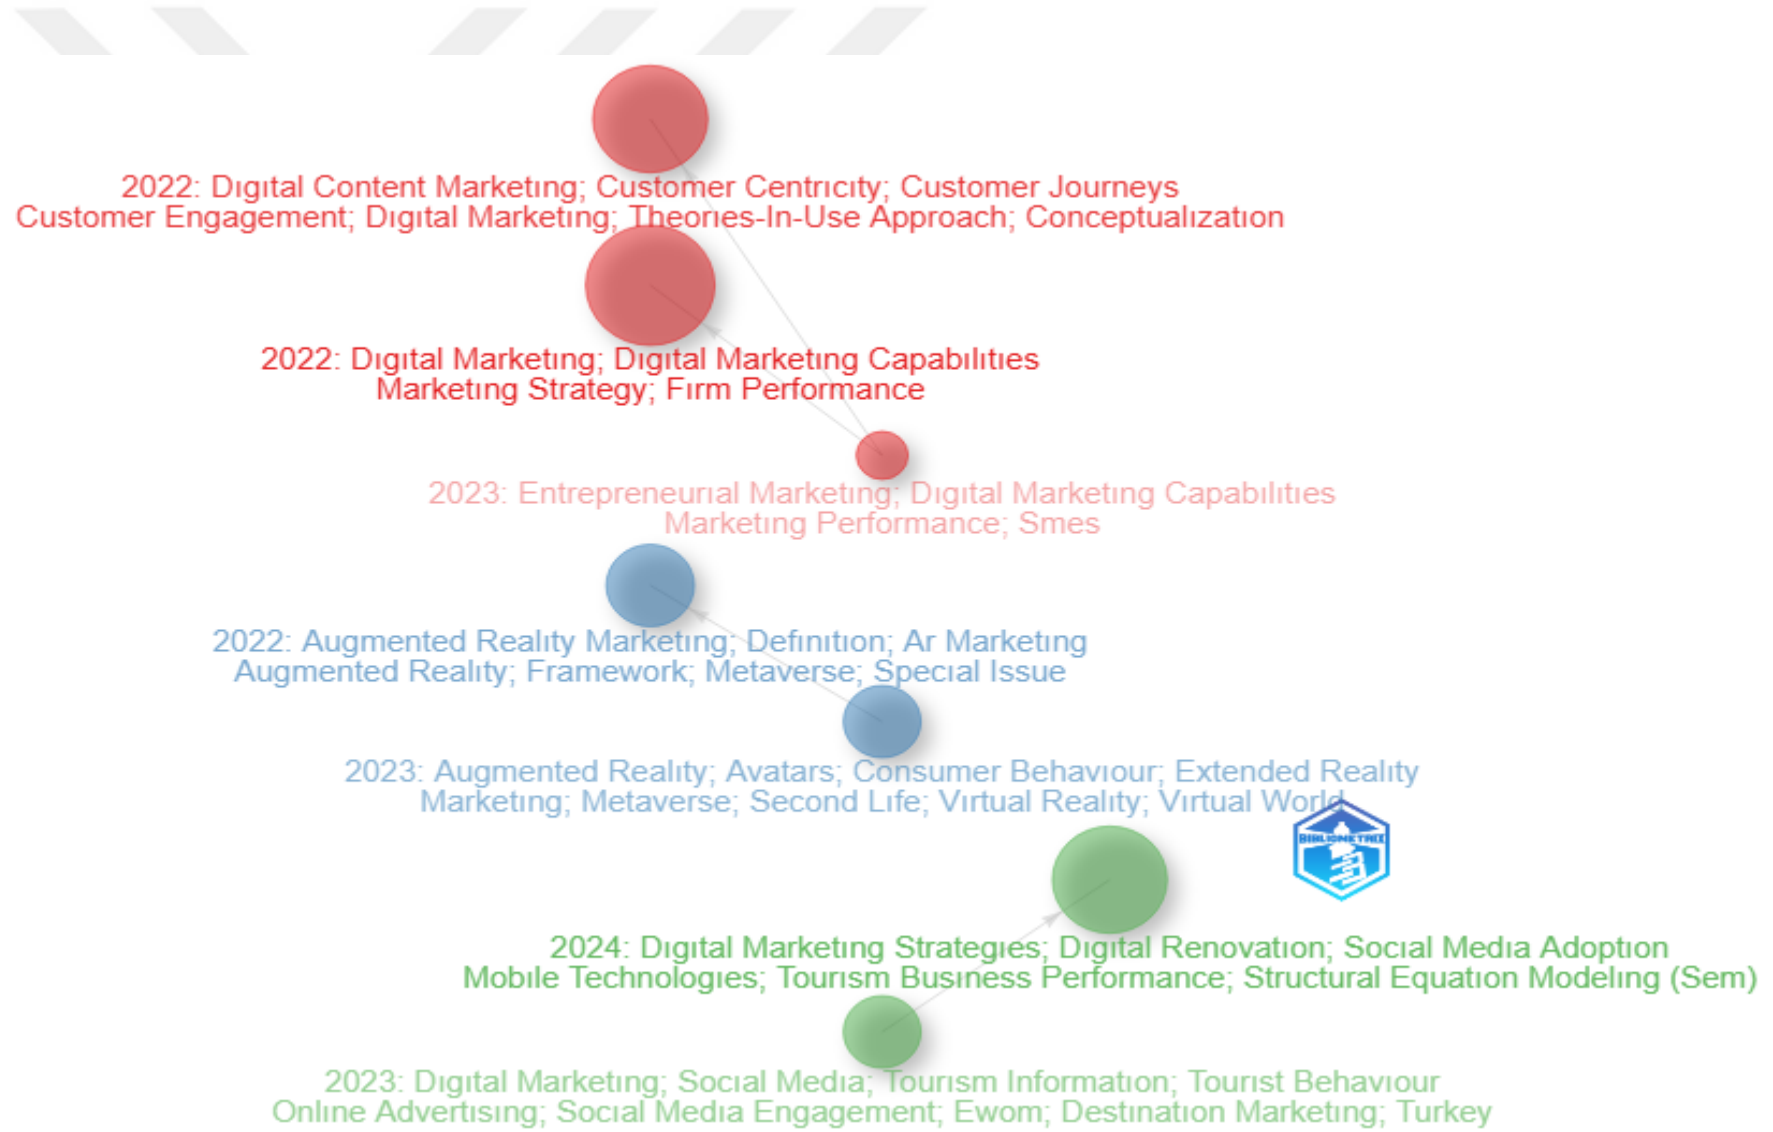 2022: Digital Content Marketing; Customer Centricity; Customer Journeys
Customer Engagement; Digital Marketing; Theories-In-Use Approach; Conceptualization
2022: Digital Marketing; Digital Marketing Capabilities
Marketing Strategy; Firm Performance
2023: Entrepreneurial Marketing; Digital Marketing Capabilities
Marketing Performance; Smes
2022: Augmented Reality Marketing; Definition; Ar Marketing
Augmented Reality; Framework; Metaverse; Special Issue
2023: Augmented Reality; Avatars; Consumer Behaviour; Extended Reality
Marketing; Metaverse; Second Life; Virtual Reality; Virtual World
BIBLIOMETRIX
2024: Digital Marketing Strategies; Digital Renovation; Social Media Adoption
Mobile Technologies; Tourism Business Performance; Structural Equation Modeling (Sem)
2023: Digital Marketing; Social Media; Tourism Information; Tourist Behaviour
Online Advertising; Social Media Engagement; Ewom; Destination Marketing; Turkey